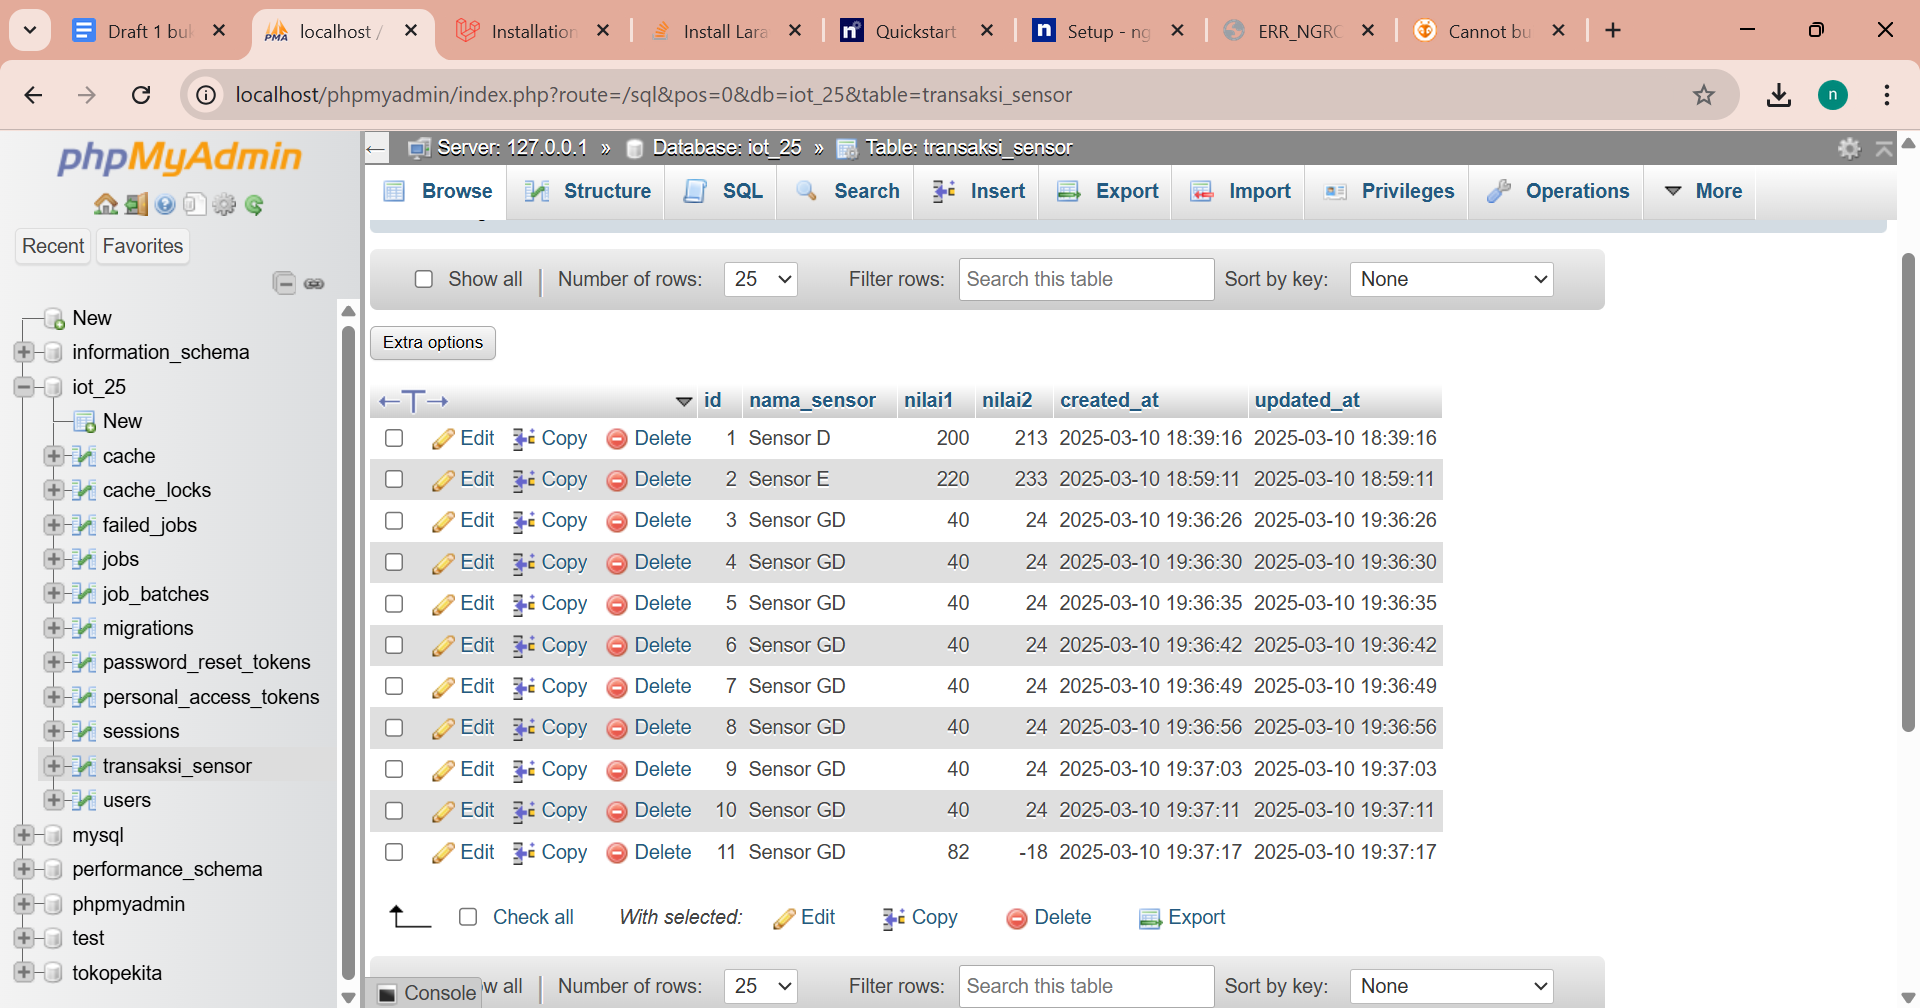 Draft 1 bu
localhost /
Installation
Install Lara
Quickstart
Setup - ng
ERR_NGRO
Cannot bu
localhost/phpmyadmin/index.php?route=/sql&pos=0&db=iot_25&table=transaksi_sensor
n
phpMyAdmin
Recent Favorites
New
information_schema
iot_25
New
cache
cache_locks
failed_jobs
jobs
job_batches
migrations
password_reset_tokens
personal_access_tokens
sessions
transaksi_sensor
users
mysql
performance_schema
phpmyadmin
test
tokopekita
Server: 127.0.0.1 » Database: iot_25 » Table: transaksi_sensor
Browse Structure SQL Search Insert Export Import Privileges Operations More
Show all Number of rows: 25 Filter rows: Search this table Sort by key: None
Extra options
id nama_sensor nilai1 nilai2 created_at updated_at
Edit Copy Delete 1 Sensor D 200 213 2025-03-10 18:39:16 2025-03-10 18:39:16
Edit Copy Delete 2 Sensor E 220 233 2025-03-10 18:59:11 2025-03-10 18:59:11
Edit Copy Delete 3 Sensor GD 40 24 2025-03-10 19:36:26 2025-03-10 19:36:26
Edit Copy Delete 4 Sensor GD 40 24 2025-03-10 19:36:30 2025-03-10 19:36:30
Edit Copy Delete 5 Sensor GD 40 24 2025-03-10 19:36:35 2025-03-10 19:36:35
Edit Copy Delete 6 Sensor GD 40 24 2025-03-10 19:36:42 2025-03-10 19:36:42
Edit Copy Delete 7 Sensor GD 40 24 2025-03-10 19:36:49 2025-03-10 19:36:49
Edit Copy Delete 8 Sensor GD 40 24 2025-03-10 19:36:56 2025-03-10 19:36:56
Edit Copy Delete 9 Sensor GD 40 24 2025-03-10 19:37:03 2025-03-10 19:37:03
Edit Copy Delete 10 Sensor GD 40 24 2025-03-10 19:37:11 2025-03-10 19:37:11
Edit Copy Delete 11 Sensor GD 82 -18 2025-03-10 19:37:17 2025-03-10 19:37:17
Check all With selected: Edit Copy Delete Export
Console w all Number of rows: 25 Filter rows: Search this table Sort by key: None